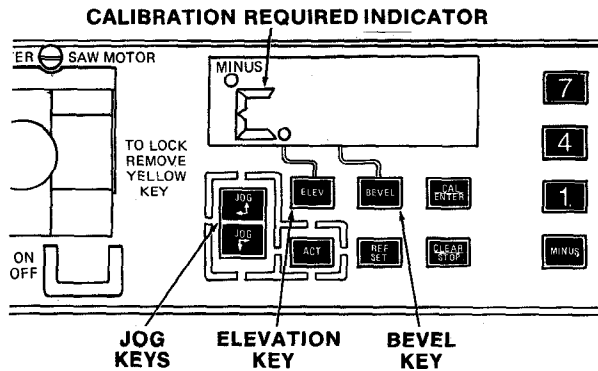 CALIBRATION REQUIRED INDICATOR
ER SAW MOTOR
MINUS
E
TO LOCK
REMOVE
YELLOW
KEY
ON
OFF
JOG
JOG
ELEV
BEVEL
CAL
ENTER
ACT
REF
SET
CLEAR
STOP
7
4
1
MINUS
JOG
KEYS
ELEVATION
KEY
BEVEL
KEY